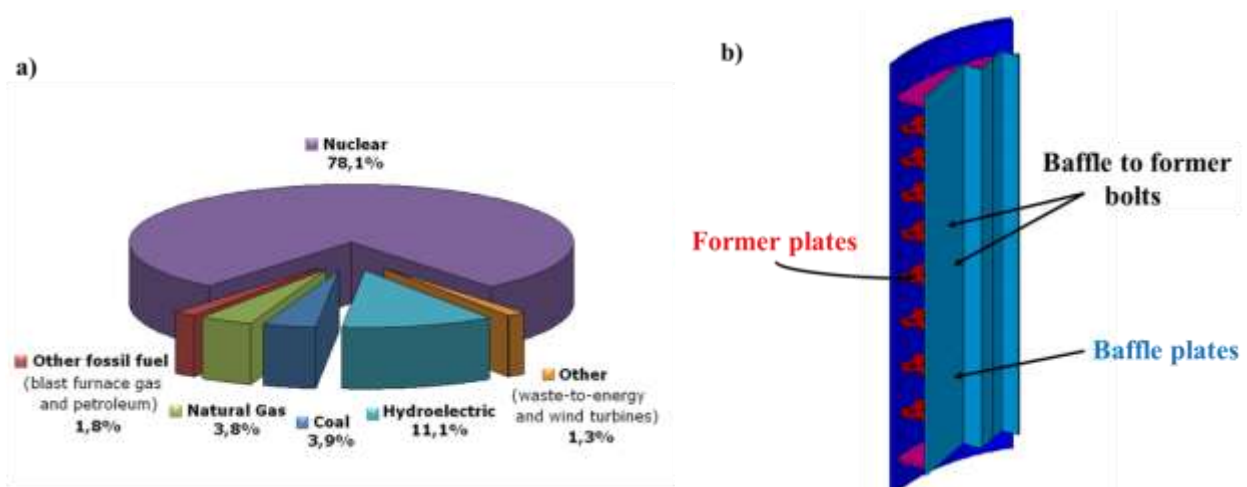 a)
Nuclear
78,1%
Other fossil fuel
(blast furnace gas
and petroleum)
1,8%
Natural Gas
3,8%
Coal
3,9%
Hydroelectric
11,1%
Other
(waste-to-energy
and wind turbines)
1,3%
b)
Baffle to former
bolts
Former plates
Baffle plates